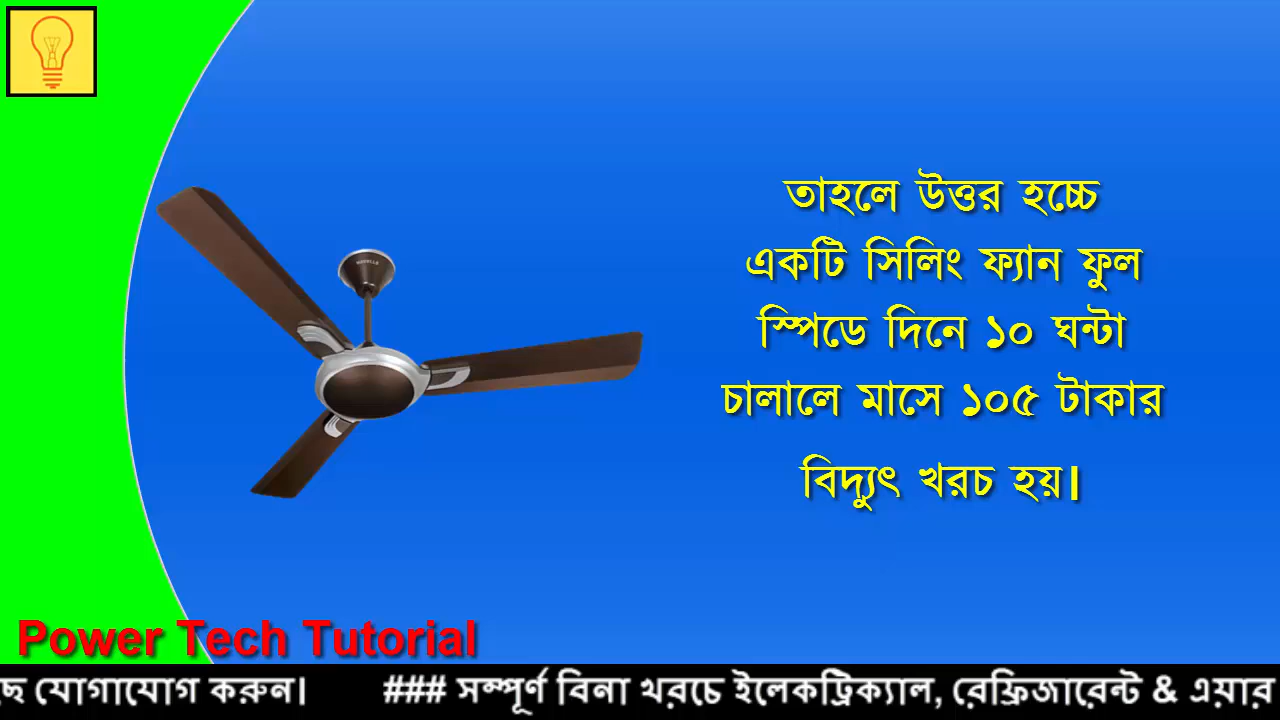 তাহলে উত্তর হচ্ছে
একটি সিলিং ফ্যান ফুল
স্পিডে দিনে ১০ ঘন্টা
চালালে মাসে ১০৫ টাকার
বিদ্যুৎ খরচ হয়।
HAVELLS
Power Tech Tutorial
ছে যোগাযোগ করুন। ### সম্পূর্ণ বিনা খরচে ইলেকট্রিক্যাল, রেফ্রিজারেন্ট & এয়ার